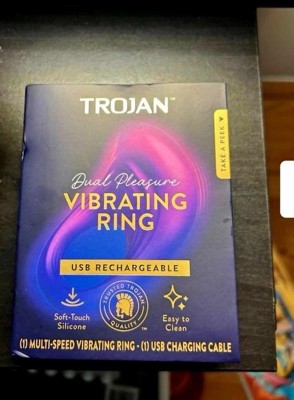 TROJAN™
TAKE A PEEK
Dual Pleasure
VIBRATING
RING
USB RECHARGEABLE
Soft-Touch
Silicone
TRUSTED TROJAN
QUALITY
™
Easy to
Clean
(1) MULTI-SPEED VIBRATING RING • (1) USB CHARGING CABLE